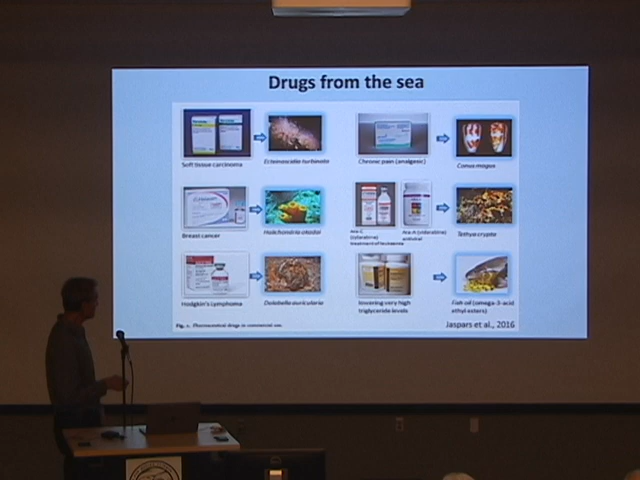 Drugs from the sea
Soft tissue carcinoma
Ecteinascidia turbinata
Chronic pain (analgesic)
Conus magus
Breast cancer
Halichondria okadai
Ara-C
(cytarabine)
treatment of leukaemia
Ara-A (vidarabine)
antiviral
Tethya crypta
Hodgkin's Lymphoma
Dolabella auricularia
lowering very high
triglyceride levels
Fish oil (omega-3-acid
ethyl esters)
Fig. 1. Pharmaceutical drugs in commercial use.
Jaspars et al., 2016